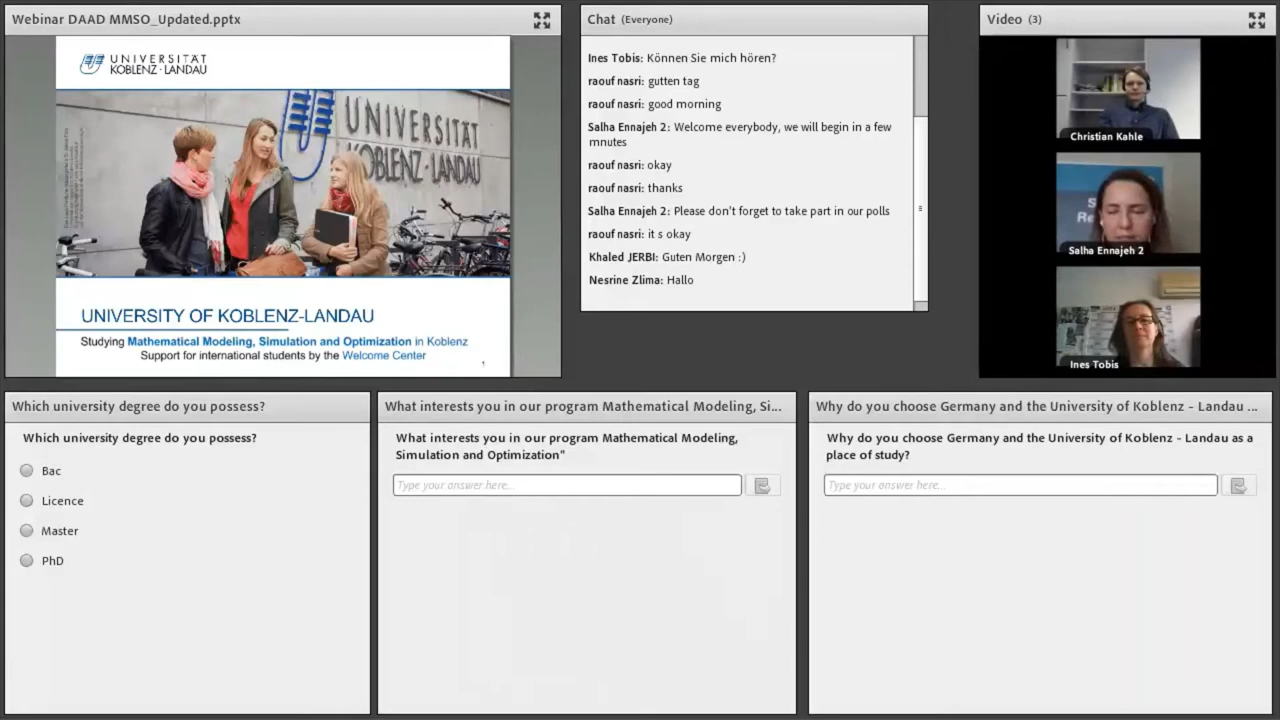 Webinar DAAD MMSO_Updated.pptx
UNIVERSITÄT
KOBLENZ · LANDAU
UNIVERSITÄT
KOBLENZ-LANDAU
UNIVERSITY OF KOBLENZ-LANDAU
Studying Mathematical Modeling, Simulation and Optimization in Koblenz
Support for international students by the Welcome Center
1
Chat (Everyone)
Ines Tobis: Können Sie mich hören?
raouf nasri: gutten tag
raouf nasri: good morning
Salha Ennajeh 2: Welcome everybody, we will begin in a few
mnutes
raouf nasri: okay
raouf nasri: thanks
Salha Ennajeh 2: Please don't forget to take part in our polls
raouf nasri: it s okay
Khaled JERBI: Guten Morgen :)
Nesrine Zlima: Hallo
Video (3)
Christian Kahle
Salha Ennajeh 2
Ines Tobis
Which university degree do you possess?
Which university degree do you possess?
Bac
Licence
Master
PhD
What interests you in our program Mathematical Modeling, Si...
What interests you in our program Mathematical Modeling,
Simulation and Optimization"
Type your answer here...
Why do you choose Germany and the University of Koblenz - Landau ...
Why do you choose Germany and the University of Koblenz - Landau as a
place of study?
Type your answer here...